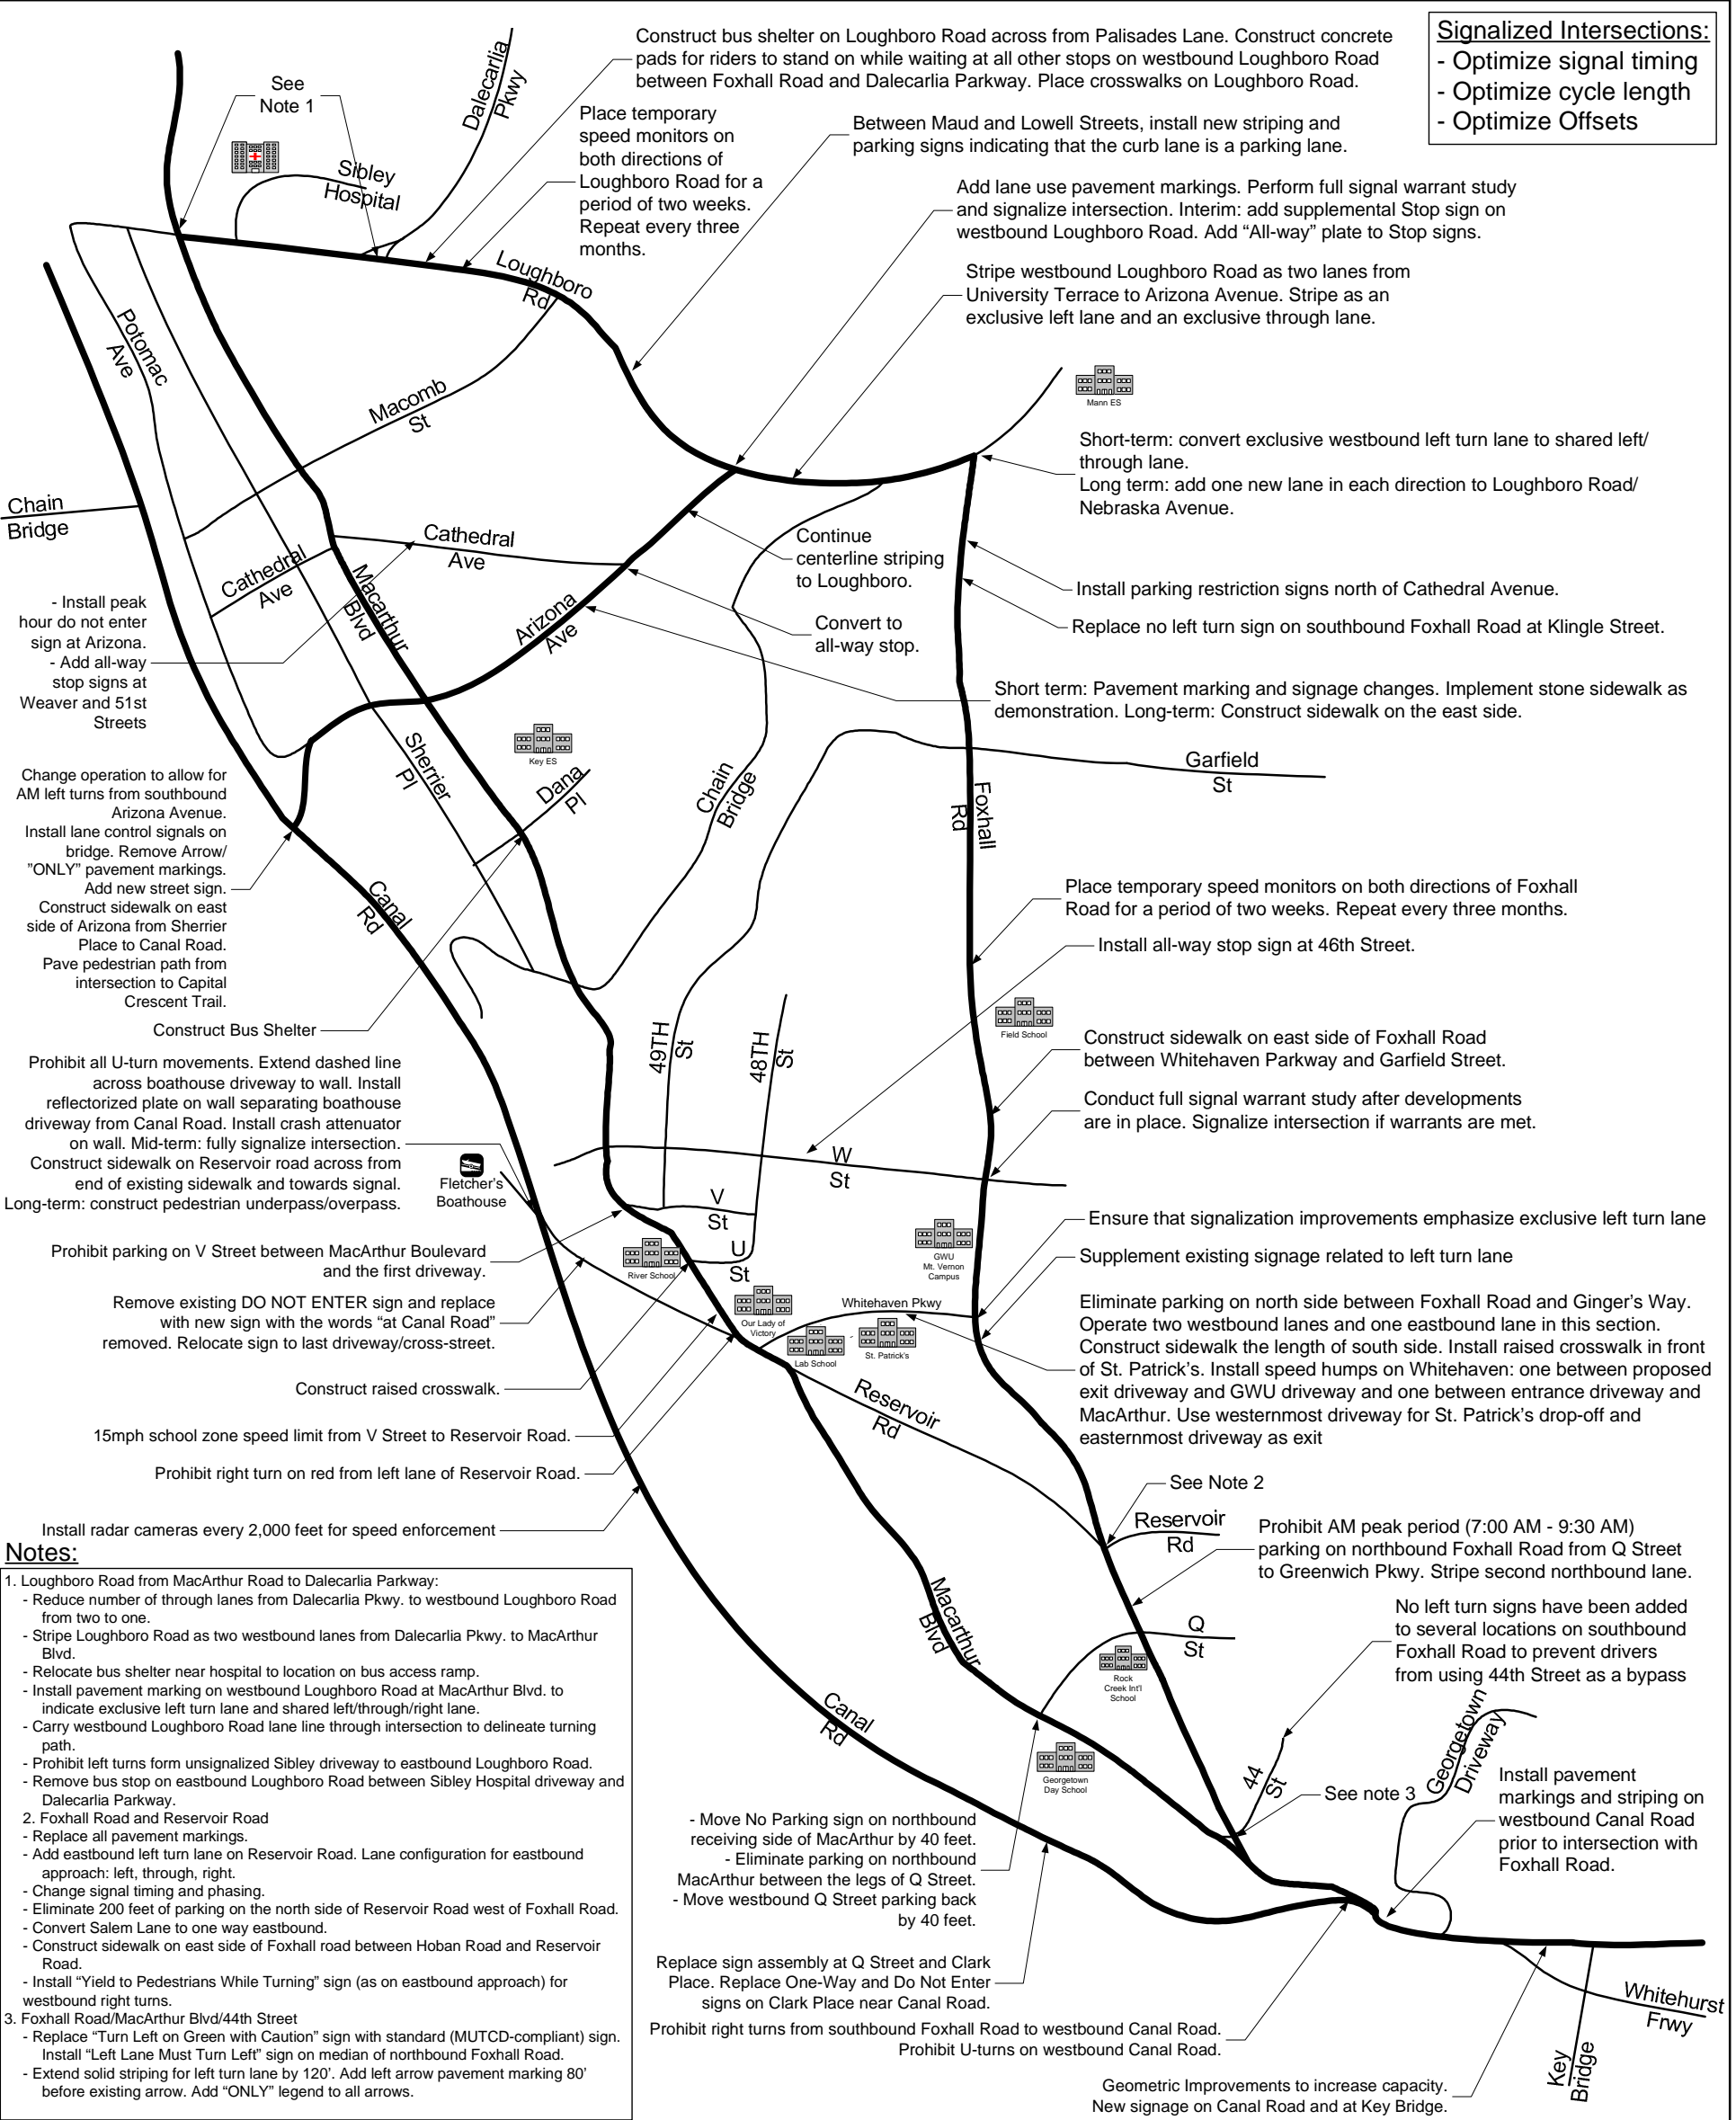 Construct bus shelter on Loughboro Road across from Palisades Lane. Construct concrete
pads for riders to stand on while waiting at all other stops on westbound Loughboro Road
between Foxhall Road and Dalecarlia Parkway. Place crosswalks on Loughboro Road.
Signalized Intersections:
- Optimize signal timing
- Optimize cycle length
- Optimize Offsets
See
Note 1
Dalecarlia
Pkwy
Sibley
Hospital
Place temporary
speed monitors on
both directions of
Loughboro Road for a
period of two weeks.
Repeat every three
months.
Between Maud and Lowell Streets, install new striping and
parking signs indicating that the curb lane is a parking lane.
Add lane use pavement markings. Perform full signal warrant study
and signalize intersection. Interim: add supplemental Stop sign on
westbound Loughboro Road. Add “All-way” plate to Stop signs.
Loughboro
Rd
Stripe westbound Loughboro Road as two lanes from
University Terrace to Arizona Avenue. Stripe as an
exclusive left lane and an exclusive through lane.
Potomac
Ave
Macomb
St
Mann ES
Short-term: convert exclusive westbound left turn lane to shared left/
through lane.
Long term: add one new lane in each direction to Loughboro Road/
Nebraska Avenue.
Chain
Bridge
Cathedral
Ave
Cathedral
Ave
Macarthur
Blvd
Continue
centerline striping
to Loughboro.
Arizona
Ave
Convert to
all-way stop.
Install parking restriction signs north of Cathedral Avenue.
Replace no left turn sign on southbound Foxhall Road at Klingle Street.
- Install peak
hour do not enter
sign at Arizona.
- Add all-way
stop signs at
Weaver and 51st
Streets
Short term: Pavement marking and signage changes. Implement stone sidewalk as
demonstration. Long-term: Construct sidewalk on the east side.
Sherrier
Pl
Key ES
Dana
Pl
Chain
Bridge
Garfield
St
Foxhall
Rd
Change operation to allow for
AM left turns from southbound
Arizona Avenue.
Install lane control signals on
bridge. Remove Arrow/
”ONLY” pavement markings.
Add new street sign.
Construct sidewalk on east
side of Arizona from Sherrier
Place to Canal Road.
Pave pedestrian path from
intersection to Capital
Crescent Trail.
Canal
Rd
Place temporary speed monitors on both directions of Foxhall
Road for a period of two weeks. Repeat every three months.
Install all-way stop sign at 46th Street.
Construct Bus Shelter
Field School
49TH
St
48TH
St
Construct sidewalk on east side of Foxhall Road
between Whitehaven Parkway and Garfield Street.
Prohibit all U-turn movements. Extend dashed line
across boathouse driveway to wall. Install
reflectorized plate on wall separating boathouse
driveway from Canal Road. Install crash attenuator
on wall. Mid-term: fully signalize intersection.
Construct sidewalk on Reservoir road across from
end of existing sidewalk and towards signal.
Long-term: construct pedestrian underpass/overpass.
Conduct full signal warrant study after developments
are in place. Signalize intersection if warrants are met.
Fletcher's
Boathouse
W
St
V
St
U
St
Ensure that signalization improvements emphasize exclusive left turn lane
Supplement existing signage related to left turn lane
Prohibit parking on V Street between MacArthur Boulevard
and the first driveway.
River School
GWU
Mt. Vernon
Campus
Remove existing DO NOT ENTER sign and replace
with new sign with the words “at Canal Road”
removed. Relocate sign to last driveway/cross-street.
Our Lady of
Victory
Whitehaven Pkwy
Lab School
St. Patrick's
Eliminate parking on north side between Foxhall Road and Ginger's Way.
Operate two westbound lanes and one eastbound lane in this section.
Construct sidewalk the length of south side. Install raised crosswalk in front
of St. Patrick's. Install speed humps on Whitehaven: one between proposed
exit driveway and GWU driveway and one between entrance driveway and
MacArthur. Use westernmost driveway for St. Patrick's drop-off and
easternmost driveway as exit
Construct raised crosswalk.
15mph school zone speed limit from V Street to Reservoir Road.
Reservoir
Rd
Prohibit right turn on red from left lane of Reservoir Road.
See Note 2
Install radar cameras every 2,000 feet for speed enforcement
Reservoir
Rd
Prohibit AM peak period (7:00 AM - 9:30 AM)
parking on northbound Foxhall Road from Q Street
to Greenwich Pkwy. Stripe second northbound lane.
Macarthur
Blvd
Q
St
No left turn signs have been added
to several locations on southbound
Foxhall Road to prevent drivers
from using 44th Street as a bypass
Rock
Creek Int'l
School
Canal
Rd
Georgetown
Day School
44
St
Georgetown
Driveway
See note 3
Install pavement
markings and striping on
westbound Canal Road
prior to intersection with
Foxhall Road.
- Move No Parking sign on northbound
receiving side of MacArthur by 40 feet.
- Eliminate parking on northbound
MacArthur between the legs of Q Street.
- Move westbound Q Street parking back
by 40 feet.
Replace sign assembly at Q Street and Clark
Place. Replace One-Way and Do Not Enter
signs on Clark Place near Canal Road.
Prohibit right turns from southbound Foxhall Road to westbound Canal Road.
Prohibit U-turns on westbound Canal Road.
Whitehurst
Frwy
Key
Bridge
Geometric Improvements to increase capacity.
New signage on Canal Road and at Key Bridge.
Notes:
1. Loughboro Road from MacArthur Road to Dalecarlia Parkway:
- Reduce number of through lanes from Dalecarlia Pkwy. to westbound Loughboro Road
from two to one.
- Stripe Loughboro Road as two westbound lanes from Dalecarlia Pkwy. to MacArthur
Blvd.
- Relocate bus shelter near hospital to location on bus access ramp.
- Install pavement marking on westbound Loughboro Road at MacArthur Blvd. to
indicate exclusive left turn lane and shared left/through/right lane.
- Carry westbound Loughboro Road lane line through intersection to delineate turning
path.
- Prohibit left turns form unsignalized Sibley driveway to eastbound Loughboro Road.
- Remove bus stop on eastbound Loughboro Road between Sibley Hospital driveway and
Dalecarlia Parkway.
2. Foxhall Road and Reservoir Road
- Replace all pavement markings.
- Add eastbound left turn lane on Reservoir Road. Lane configuration for eastbound
approach: left, through, right.
- Change signal timing and phasing.
- Eliminate 200 feet of parking on the north side of Reservoir Road west of Foxhall Road.
- Convert Salem Lane to one way eastbound.
- Construct sidewalk on east side of Foxhall road between Hoban Road and Reservoir
Road.
- Install “Yield to Pedestrians While Turning” sign (as on eastbound approach) for
westbound right turns.
3. Foxhall Road/MacArthur Blvd/44th Street
- Replace “Turn Left on Green with Caution” sign with standard (MUTCD-compliant) sign.
Install “Left Lane Must Turn Left” sign on median of northbound Foxhall Road.
- Extend solid striping for left turn lane by 120’. Add left arrow pavement marking 80’
before existing arrow. Add “ONLY” legend to all arrows.